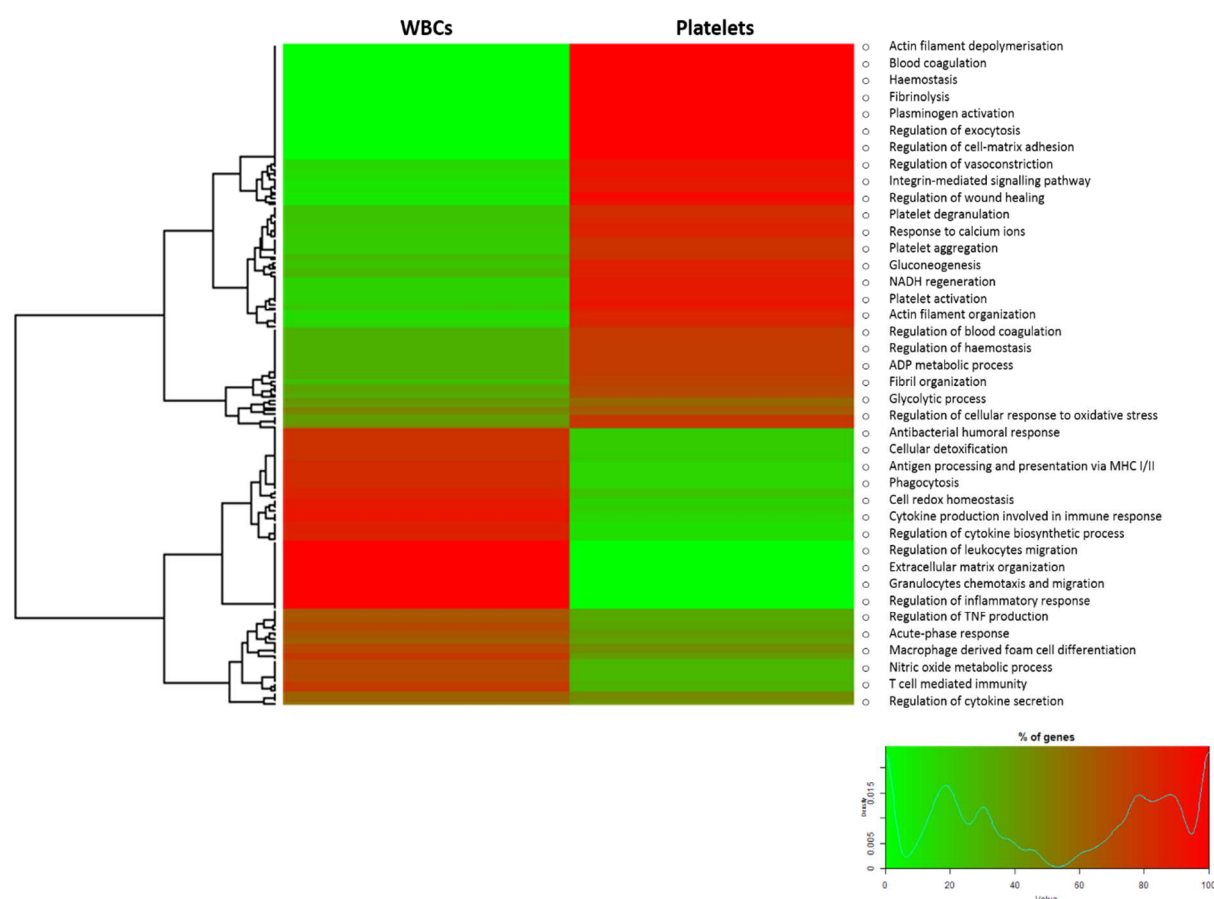 WBCs Platelets
Actin filament depolymerisation
Blood coagulation
Haemostasis
Fibrinolysis
Plasminogen activation
Regulation of exocytosis
Regulation of cell-matrix adhesion
Regulation of vasoconstriction
Integrin-mediated signalling pathway
Regulation of wound healing
Platelet degranulation
Response to calcium ions
Platelet aggregation
Gluconeogenesis
NADH regeneration
Platelet activation
Actin filament organization
Regulation of blood coagulation
Regulation of haemostasis
ADP metabolic process
Fibril organization
Glycolytic process
Regulation of cellular response to oxidative stress
Antibacterial humoral response
Cellular detoxification
Antigen processing and presentation via MHC I/II
Phagocytosis
Cell redox homeostasis
Cytokine production involved in immune response
Regulation of cytokine biosynthetic process
Regulation of leukocytes migration
Extracellular matrix organization
Granulocytes chemotaxis and migration
Regulation of inflammatory response
Regulation of TNF production
Acute-phase response
Macrophage derived foam cell differentiation
Nitric oxide metabolic process
T cell mediated immunity
Regulation of cytokine secretion
% of genes
Density
0.015
0.005
0
0 20 40 60 80 100
Value